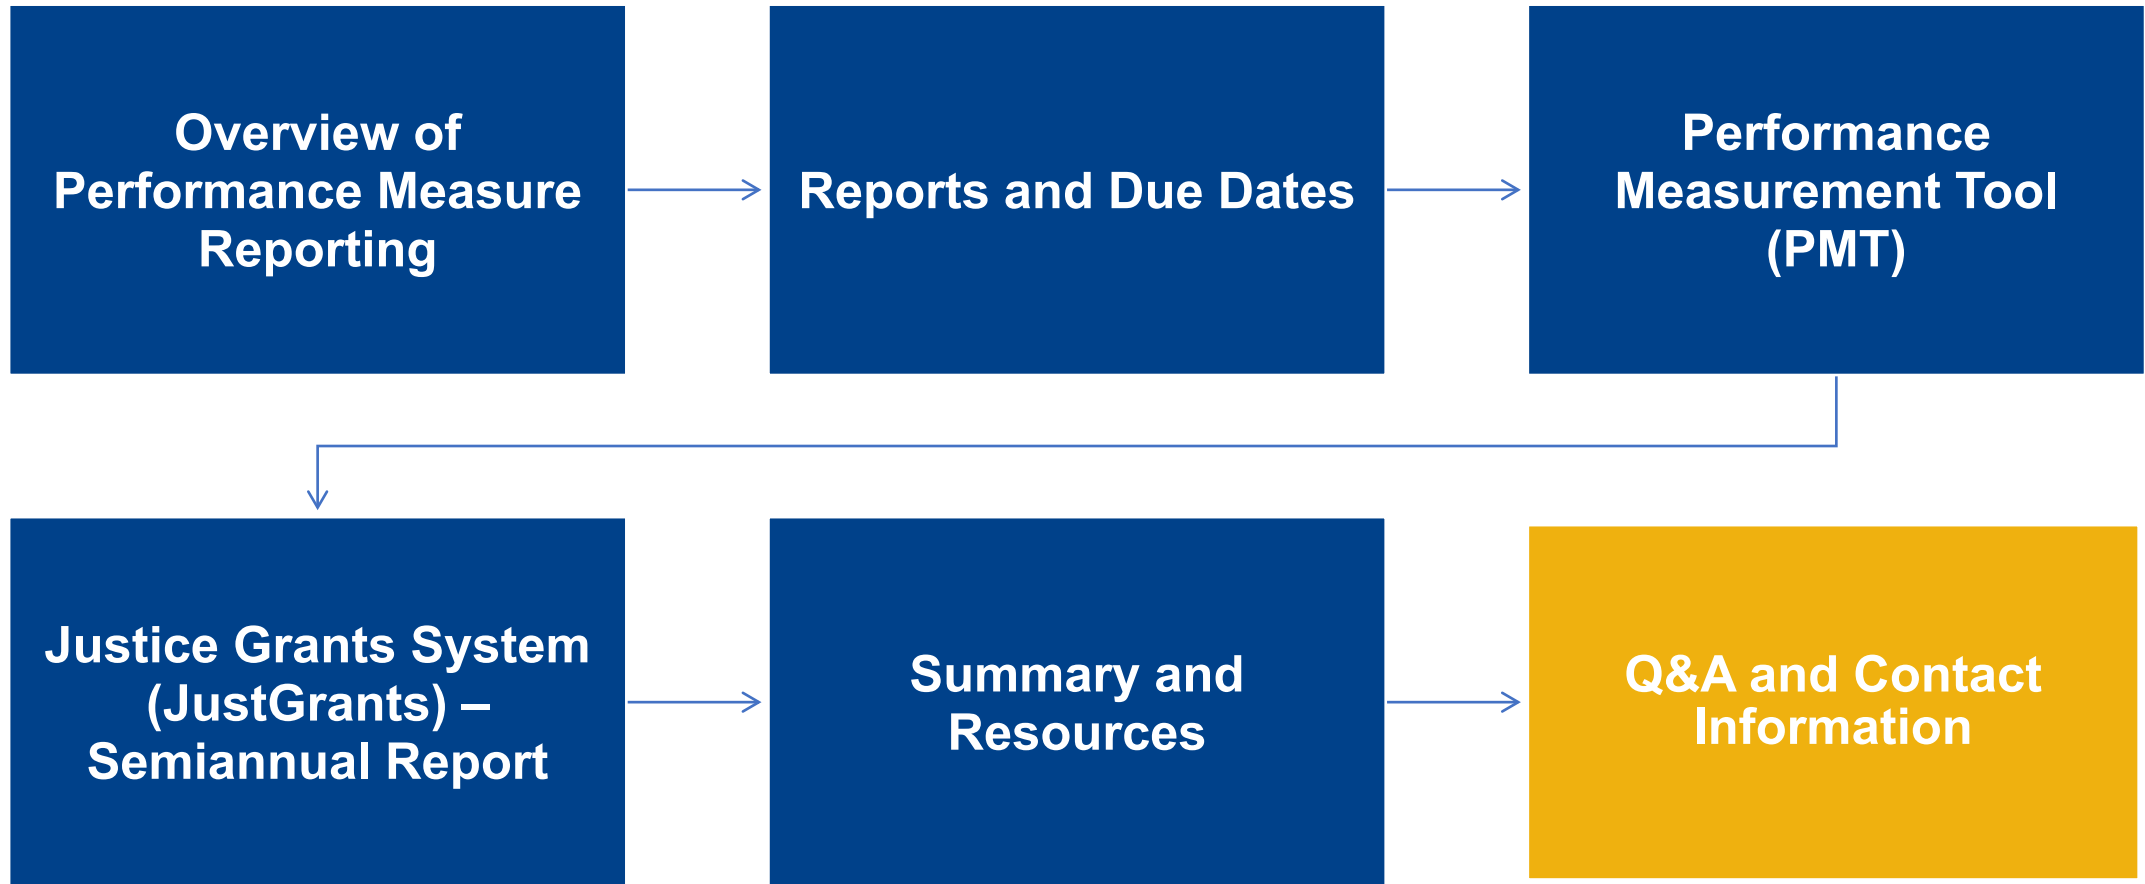 Overview of
Performance Measure
Reporting
Reports and Due Dates
Performance
Measurement Tool
(PMT)
Justice Grants System
(JustGrants) –
Semiannual Report
Summary and
Resources
Q&A and Contact
Information